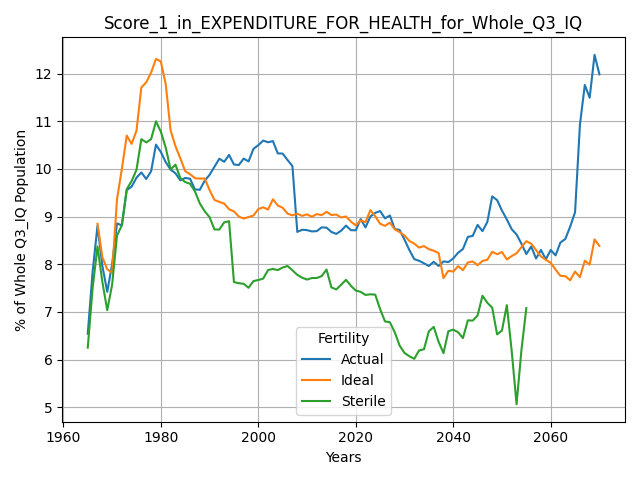 Score_1_in_EXPENDITURE_FOR_HEALTH_for_Whole_Q3_IQ
% of Whole Q3_IQ Population
12
11
10
9
8
7
6
5
Fertility
Actual
Ideal
Sterile
1960
1980
2000
2020
2040
2060
Years